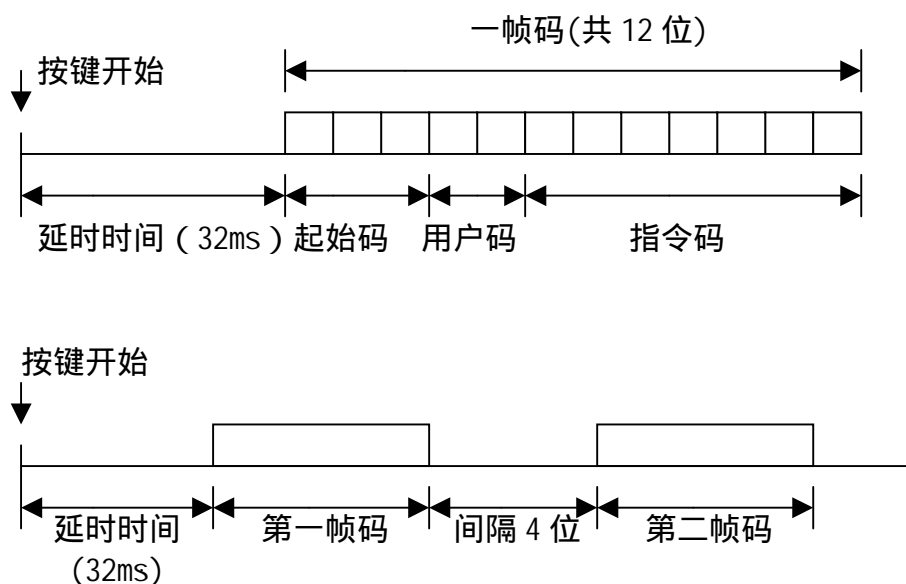 一帧码(共 12 位)
按键开始
延时时间（32ms）起始码 用户码 指令码
按键开始
延时时间 第一帧码 间隔 4 位 第二帧码
(32ms)